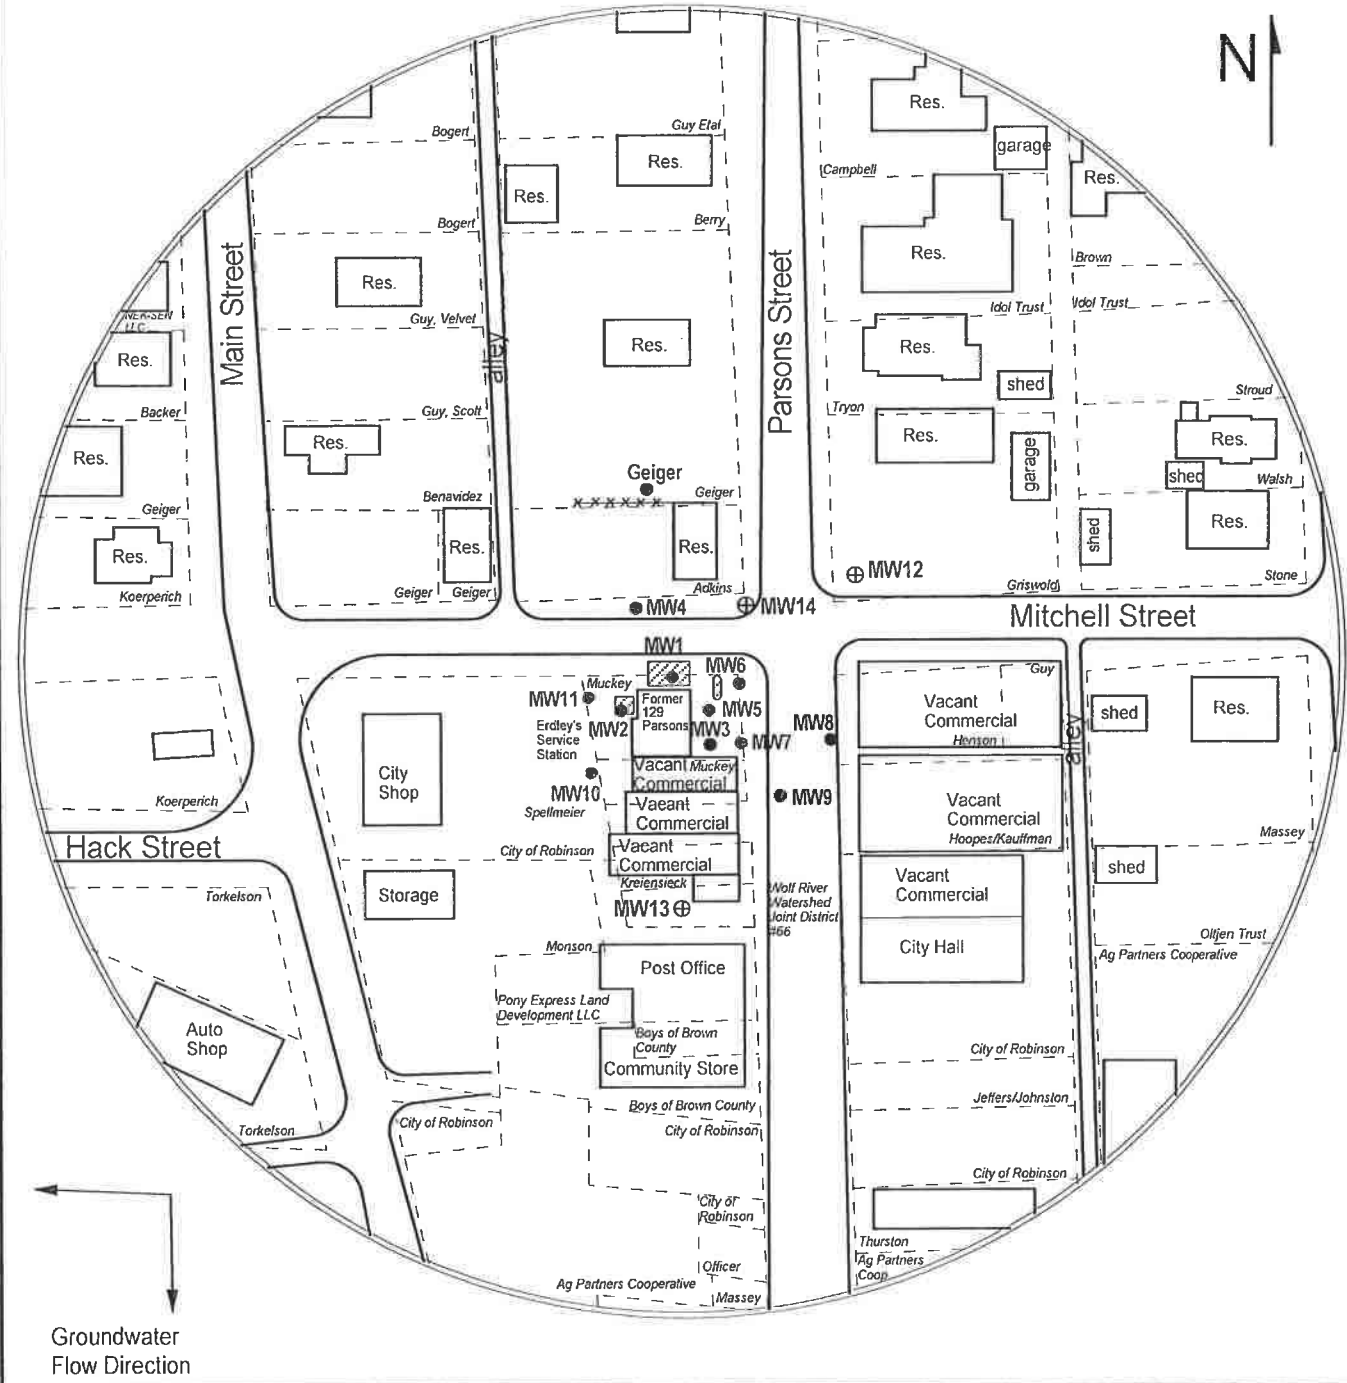 N
Res.
garage
Bogert
Guy Etal
Res.
Campbell
Res.
Res.
Bogert
Berry
Res.
Brown
Main Street
Parsons Street
Res.
Idol Trust
Idol Trust
LLC
Guy, Velvet
alley
Res.
Res.
Res.
shed
Stroud
Backer
Guy, Scott
Tryon
Res.
Res.
Res.
Res.
garage
shed
Walsh
Geiger
Geiger
Benavidez
Geiger
x x x x x x
Res.
shed
Res.
Res.
Res.
Koerperich
Geiger
Geiger
Adkins
MW12
Griswold
Stone
MW4
MW14
Mitchell Street
MW1
MW6
Guy
Muckey
MW11
Former
129
Parsons
MW5
Vacant
Commercial
shed
Res.
Erdley's
Service
Station
MW2
MW3
MW7
MW8
Henson
alley
City
Shop
Vacant
Commercial
Muckey
MW10
MW9
Koerperich
Spellmeier
Vacant
Commercial
Vacant
Commercial
Hoopes/Kauffman
Massey
Hack Street
City of Robinson
Vacant
Commercial
shed
Torkelson
Storage
Kreiensieck
MW13
Wolf River
Watershed
Joint District
#66
Vacant
Commercial
City Hall
Olljen Trust
Ag Partners Cooperative
Monson
Post Office
Pony Express Land
Development LLC
Auto
Shop
Boys of Brown
County
Community Store
City of Robinson
Jeffers/Johnston
Boys of Brown County
City of Robinson
City of Robinson
Torkelson
City of Robinson
City of
Robinson
Thurston
Ag Partners
Coop
Officer
Ag Partners Cooperative
Massey
Groundwater
Flow Direction